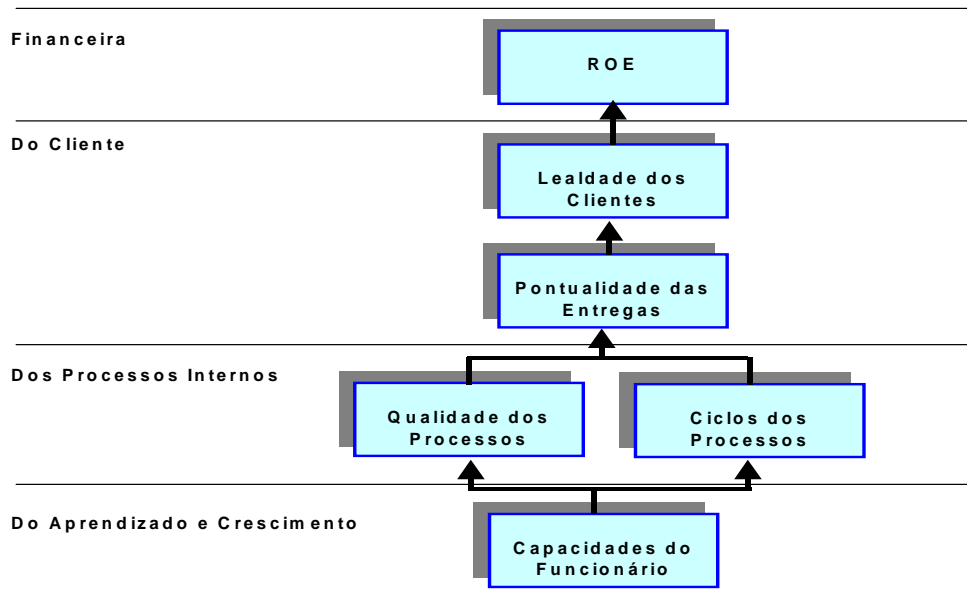 Financeira
ROE
Do Cliente
Lealdade dos
Clientes
Pontualidade das
Entregas
Dos Processos Internos
Qualidade dos
Processos
Ciclos dos
Processos
Do Aprendizado e Crescimento
Capacidades do
Funcionário